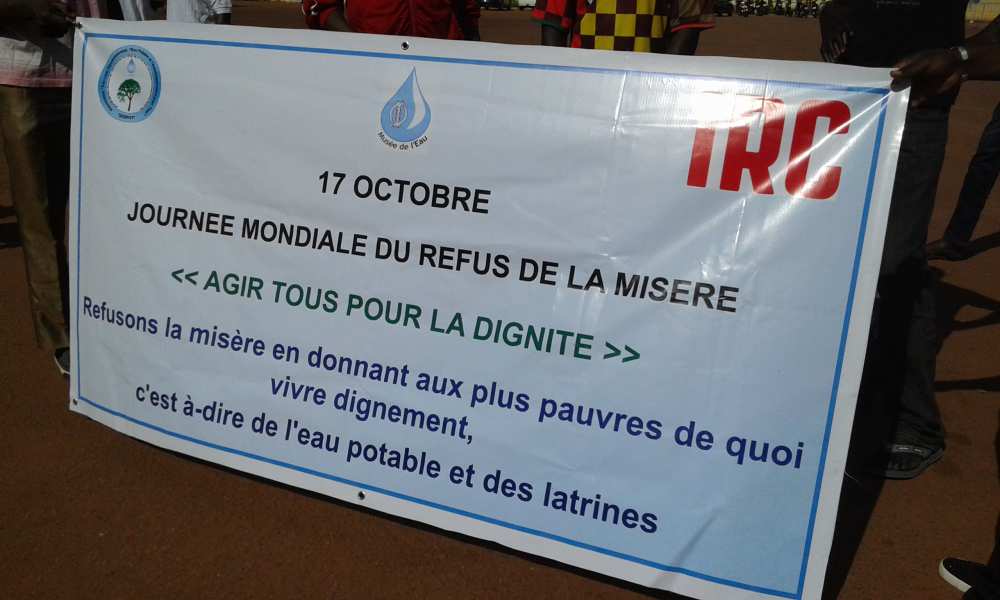 Musée de l'Eau
IRC
17 OCTOBRE
JOURNEE MONDIALE DU REFUS DE LA MISERE
<< AGIR TOUS POUR LA DIGNITE >>
Refusons la misère en donnant aux plus pauvres de quoi
vivre dignement,
c'est à-dire de l'eau potable et des latrines